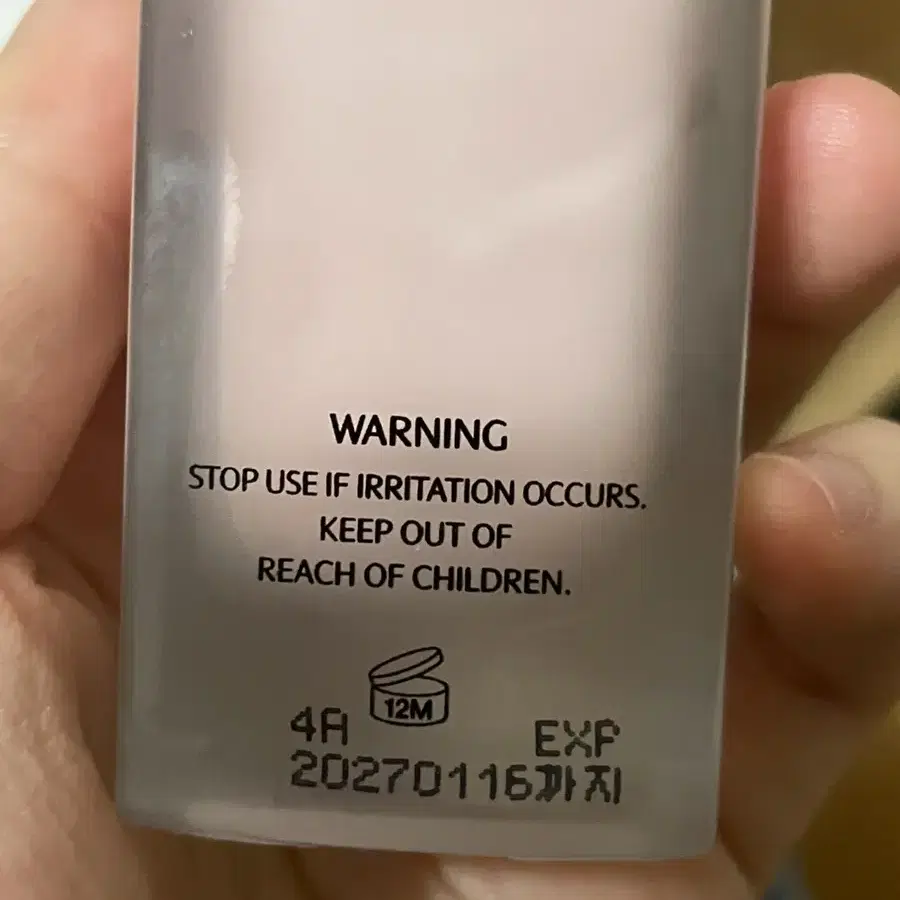 WARNING
STOP USE IF IRRITATION OCCURS.
KEEP OUT OF
REACH OF CHILDREN.
12M
4A EXP
20270116까지